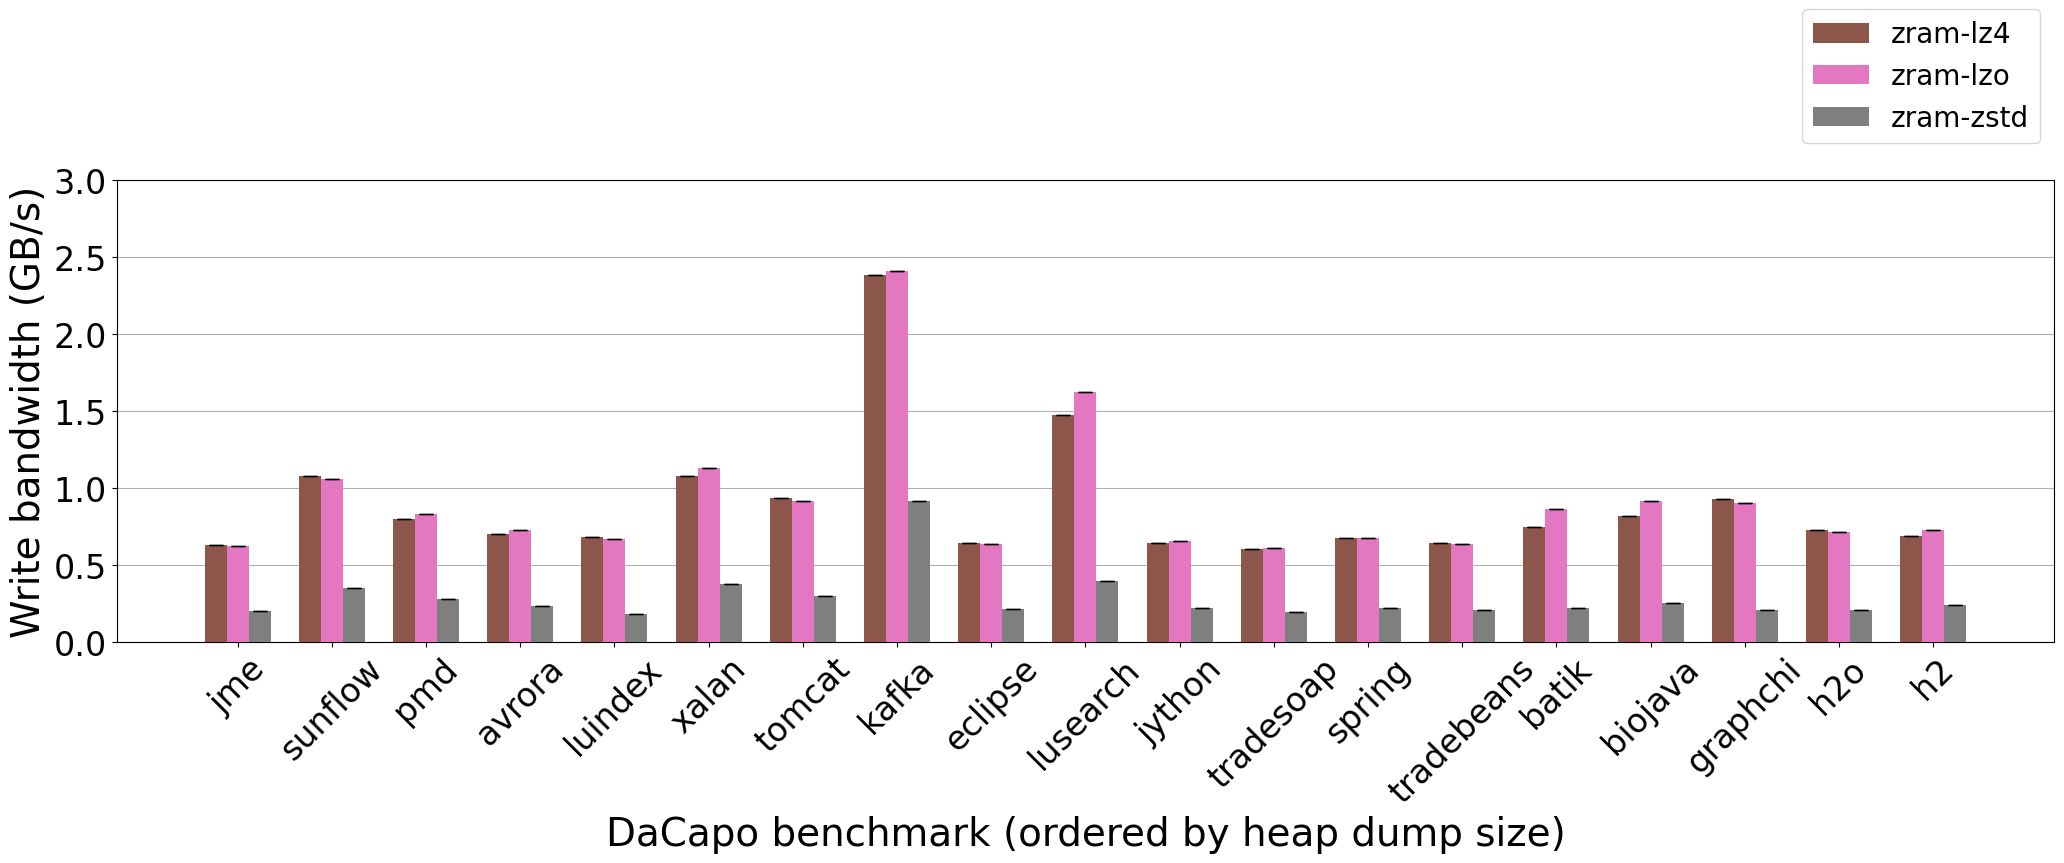 zram-lz4
zram-lzo
zram-zstd
Write bandwidth (GB/s)
3.0
2.5
2.0
1.5
1.0
0.5
0.0
jme
sunflow
pmd
avrora
luindex
xalan
tomcat
kafka
eclipse
lusearch
jython
tradesoap
spring
tradebeans
batik
biojava
graphchi
h2o
h2
DaCapo benchmark (ordered by heap dump size)